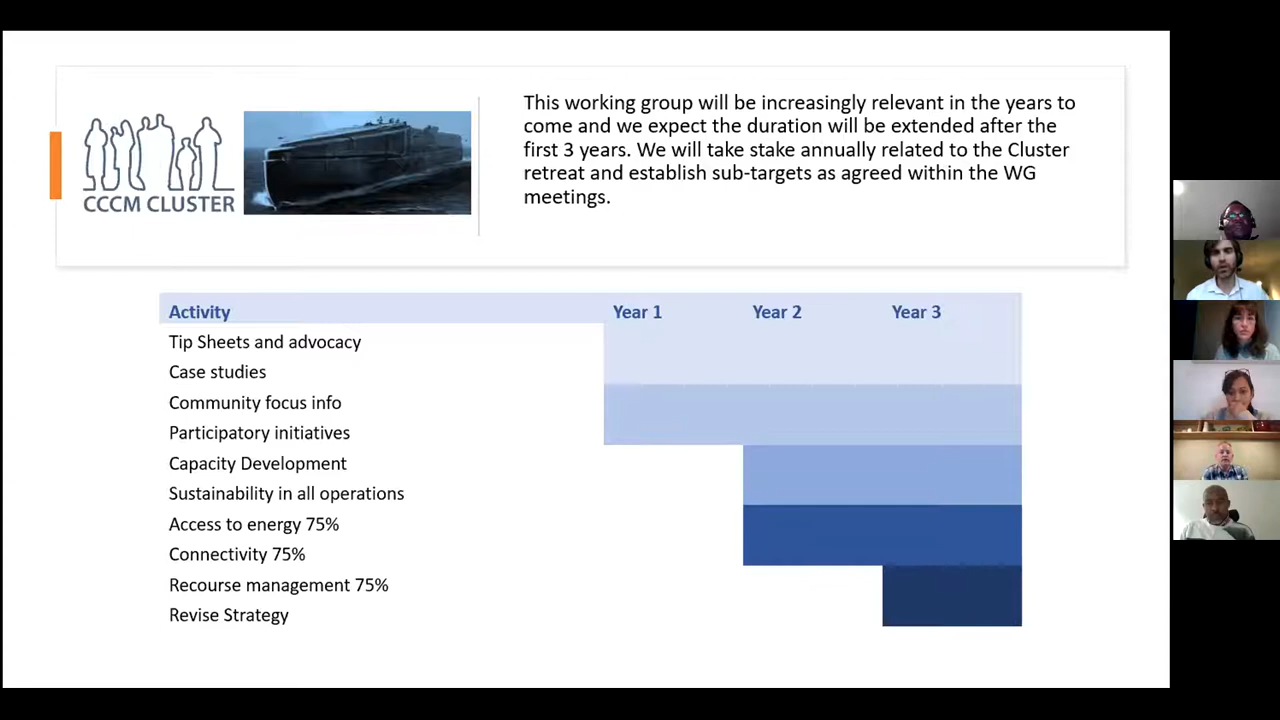 This working group will be increasingly relevant in the years to
come and we expect the duration will be extended after the
first 3 years. We will take stake annually related to the Cluster
retreat and establish sub-targets as agreed within the WG
meetings.
CCCM CLUSTER
Activity Year 1 Year 2 Year 3
Tip Sheets and advocacy
Case studies
Community focus info
Participatory initiatives
Capacity Development
Sustainability in all operations
Access to energy 75%
Connectivity 75%
Recourse management 75%
Revise Strategy